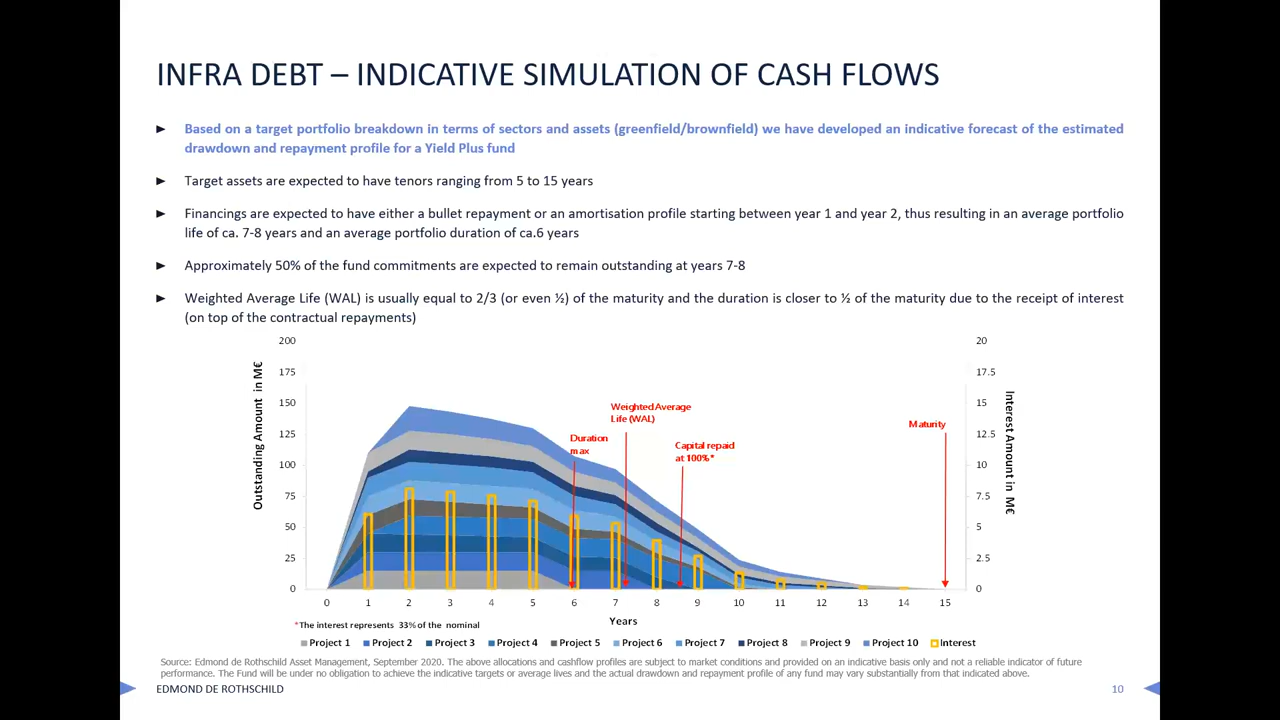 INFRA DEBT – INDICATIVE SIMULATION OF CASH FLOWS
► Based on a target portfolio breakdown in terms of sectors and assets (greenfield/brownfield) we have developed an indicative forecast of the estimated
drawdown and repayment profile for a Yield Plus fund
► Target assets are expected to have tenors ranging from 5 to 15 years
► Financings are expected to have either a bullet repayment or an amortisation profile starting between year 1 and year 2, thus resulting in an average portfolio
life of ca. 7-8 years and an average portfolio duration of ca.6 years
► Approximately 50% of the fund commitments are expected to remain outstanding at years 7-8
► Weighted Average Life (WAL) is usually equal to 2/3 (or even ½) of the maturity and the duration is closer to ½ of the maturity due to the receipt of interest
(on top of the contractual repayments)
Outstanding Amount in M€
200
175
150
125
100
75
50
25
0
Duration
max
Weighted Average
Life (WAL)
Capital repaid
at 100%*
Maturity
20
17.5
15
12.5
10
7.5
5
2.5
0
Interest Amount in M€
0 1 2 3 4 5 6 7 8 9 10 11 12 13 14 15
Years
*The interest represents 33% of the nominal
Project 1 Project 2 Project 3 Project 4 Project 5 Project 6 Project 7 Project 8 Project 9 Project 10 Interest
Source: Edmond de Rothschild Asset Management, September 2020. The above allocations and cashflow profiles are subject to market conditions and provided on an indicative basis only and not a reliable indicator of future
performance. The Fund will be under no obligation to achieve the indicative targets or average lives and the actual drawdown and repayment profile of any fund may vary substantially from that indicated above.
EDMOND DE ROTHSCHILD
10